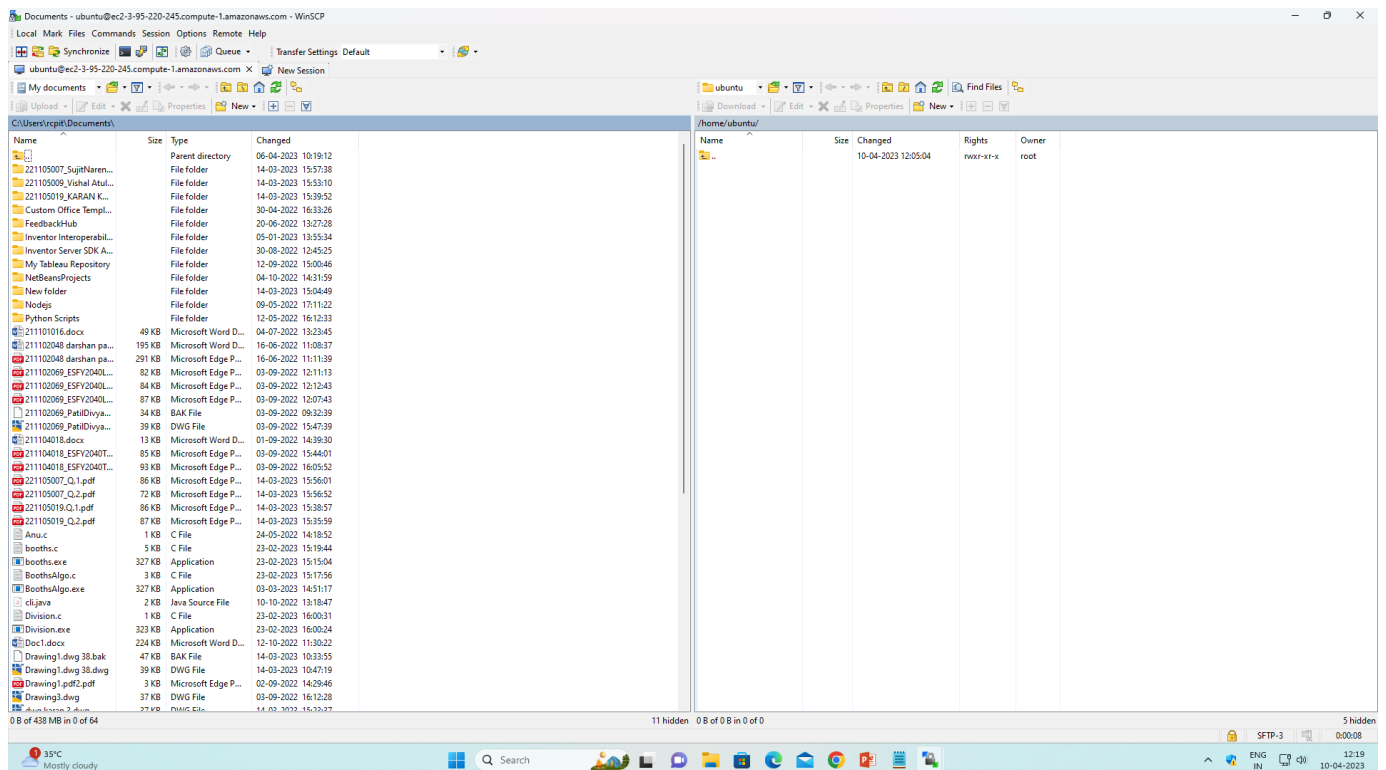 Documents - ubuntu@ec2-3-95-220-245.compute-1.amazonaws.com - WinSCP
Local Mark Files Commands Session Options Remote Help
Synchronize Queue Transfer Settings Default
ubuntu@ec2-3-95-220-245.compute-1.amazonaws.com × New Session
My documents ubuntu Find Files
Upload Edit Properties New Download Edit Properties New
C:\Users\rcpit\Documents\ /home/ubuntu/
Name Size Type Changed Name Size Changed Rights Owner
.. Parent directory 06-04-2023 10:19:12 .. 10-04-2023 12:05:04 rwxr-xr-x root
221105007_SujitNaren... File folder 14-03-2023 15:57:38
221105009_Vishal Atul... File folder 14-03-2023 15:53:10
221105019_KARAN K... File folder 14-03-2023 15:39:52
Custom Office Templ... File folder 30-04-2022 16:33:26
FeedbackHub File folder 20-06-2022 13:27:28
Inventor Interoperabil... File folder 05-01-2023 13:55:34
Inventor Server SDK A... File folder 30-08-2022 12:45:25
My Tableau Repository File folder 12-09-2022 15:00:46
NetBeansProjects File folder 04-10-2022 14:31:59
New folder File folder 14-03-2023 15:04:49
Nodejs File folder 09-05-2022 17:11:22
Python Scripts File folder 12-05-2022 16:12:33
211101016.docx 49 KB Microsoft Word D... 04-07-2022 13:23:45
211102048 darshan pa... 195 KB Microsoft Word D... 16-06-2022 11:08:37
211102048 darshan pa... 291 KB Microsoft Edge P... 16-06-2022 11:11:39
211102069_ESFY2040L... 82 KB Microsoft Edge P... 03-09-2022 12:11:13
211102069_ESFY2040L... 84 KB Microsoft Edge P... 03-09-2022 12:12:43
211102069_ESFY2040L... 87 KB Microsoft Edge P... 03-09-2022 12:07:43
211102069_PatilDivya... 34 KB BAK File 03-09-2022 09:32:39
211102069_PatilDivya... 39 KB DWG File 03-09-2022 15:47:39
211104018.docx 13 KB Microsoft Word D... 01-09-2022 14:39:30
211104018_ESFY2040T... 85 KB Microsoft Edge P... 03-09-2022 15:44:01
211104018_ESFY2040T... 93 KB Microsoft Edge P... 03-09-2022 16:05:52
221105007_Q.1.pdf 86 KB Microsoft Edge P... 14-03-2023 15:56:01
221105007_Q.2.pdf 72 KB Microsoft Edge P... 14-03-2023 15:56:52
221105019.Q.1.pdf 86 KB Microsoft Edge P... 14-03-2023 15:38:57
221105019_Q.2.pdf 87 KB Microsoft Edge P... 14-03-2023 15:35:59
Anu.c 1 KB C File 24-05-2022 14:18:52
booths.c 5 KB C File 23-02-2023 15:19:44
booths.exe 327 KB Application 23-02-2023 15:15:04
BoothsAlgo.c 3 KB C File 23-02-2023 15:17:56
BoothsAlgo.exe 327 KB Application 03-03-2023 14:51:17
cli.java 2 KB Java Source File 10-10-2022 13:18:47
Division.c 1 KB C File 23-02-2023 16:00:31
Division.exe 323 KB Application 23-02-2023 16:00:24
Doc1.docx 224 KB Microsoft Word D... 12-10-2022 11:30:22
Drawing1.dwg 38.bak 47 KB BAK File 14-03-2023 10:33:55
Drawing1.dwg 38.dwg 39 KB DWG File 14-03-2023 10:47:19
Drawing1.pdf2.pdf 3 KB Microsoft Edge P... 02-09-2022 14:29:46
Drawing3.dwg 37 KB DWG File 03-09-2022 16:12:28
0 B of 438 MB in 0 of 64 11 hidden 0 B of 0 B in 0 of 0 5 hidden
SFTP-3 0:00:08
1 35°C Mostly cloudy Search ENG IN 12:19 10-04-2023